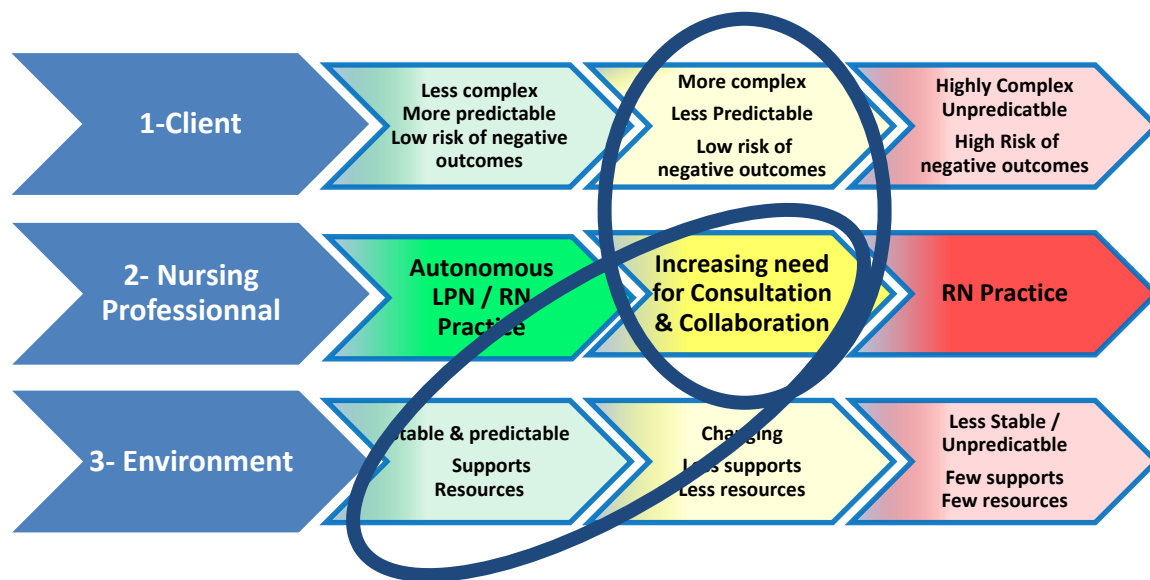 1-Client
Less complex
More predictable
Low risk of negative
outcomes
More complex
Less Predictable
Low risk of
negative outcomes
Highly Complex
Unpredicatble
High Risk of
negative outcomes
2- Nursing
Professionnal
Autonomous
LPN / RN
Practice
Increasing need
for Consultation
& Collaboration
RN Practice
3- Environment
Stable & predictable
Supports
Resources
Changing
Less supports
Less resources
Less Stable /
Unpredicatble
Few supports
Few resources